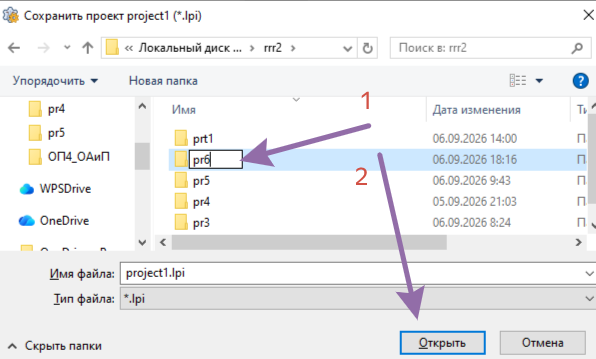 Сохранить проект project1 (*.lpi)
« Локальный диск ... › rrr2 ›
Поиск в: rrr2
Упорядочить
Новая папка
pr4
pr5
ОП4_ОАиП
WPSDrive
OneDrive
Имя
Дата изменения
prt1
06.09.2026 14:00
pr6
06.09.2026 18:16
pr5
06.09.2026 9:43
pr4
05.09.2026 21:03
pr3
06.09.2026 8:24
1
2
Имя файла: project1.lpi
Тип файла: *.lpi
Скрыть папки
Открыть
Отмена